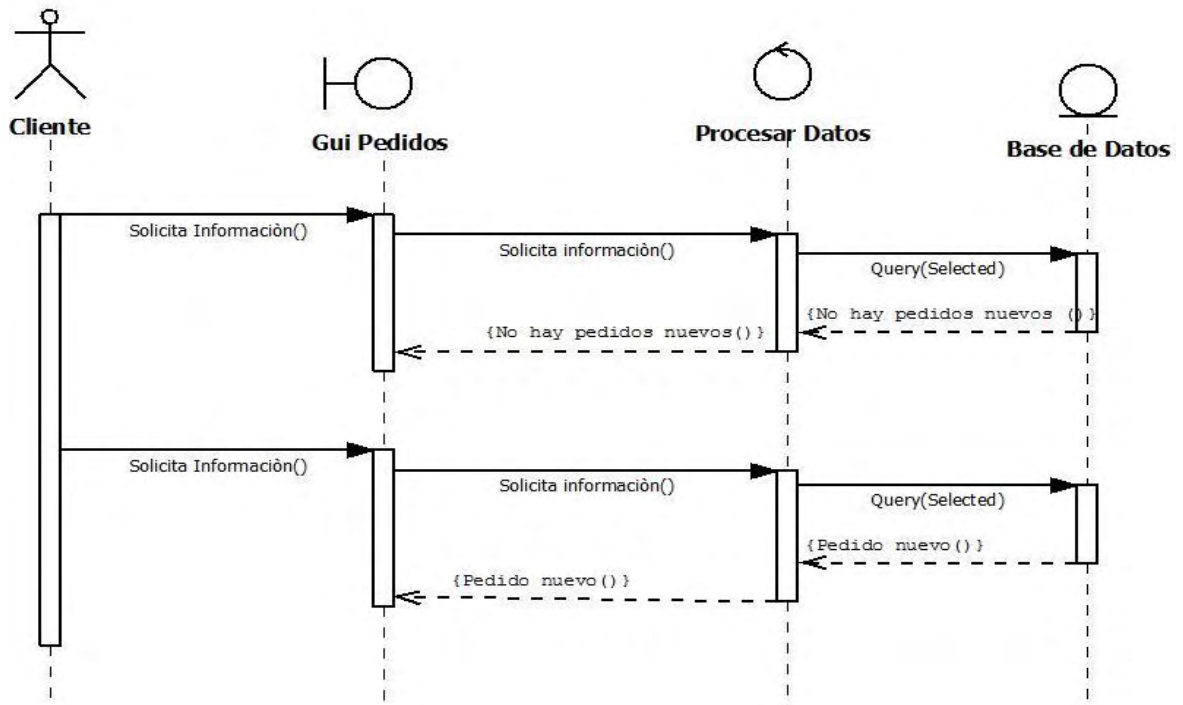 Cliente
Gui Pedidos
Procesar Datos
Base de Datos
Solicita Informaciòn()
Solicita informaciòn()
Query(Selected)
{No hay pedidos nuevos ()}
{No hay pedidos nuevos()}
Solicita Informaciòn()
Solicita informaciòn()
Query(Selected)
{Pedido nuevo()}
{Pedido nuevo()}